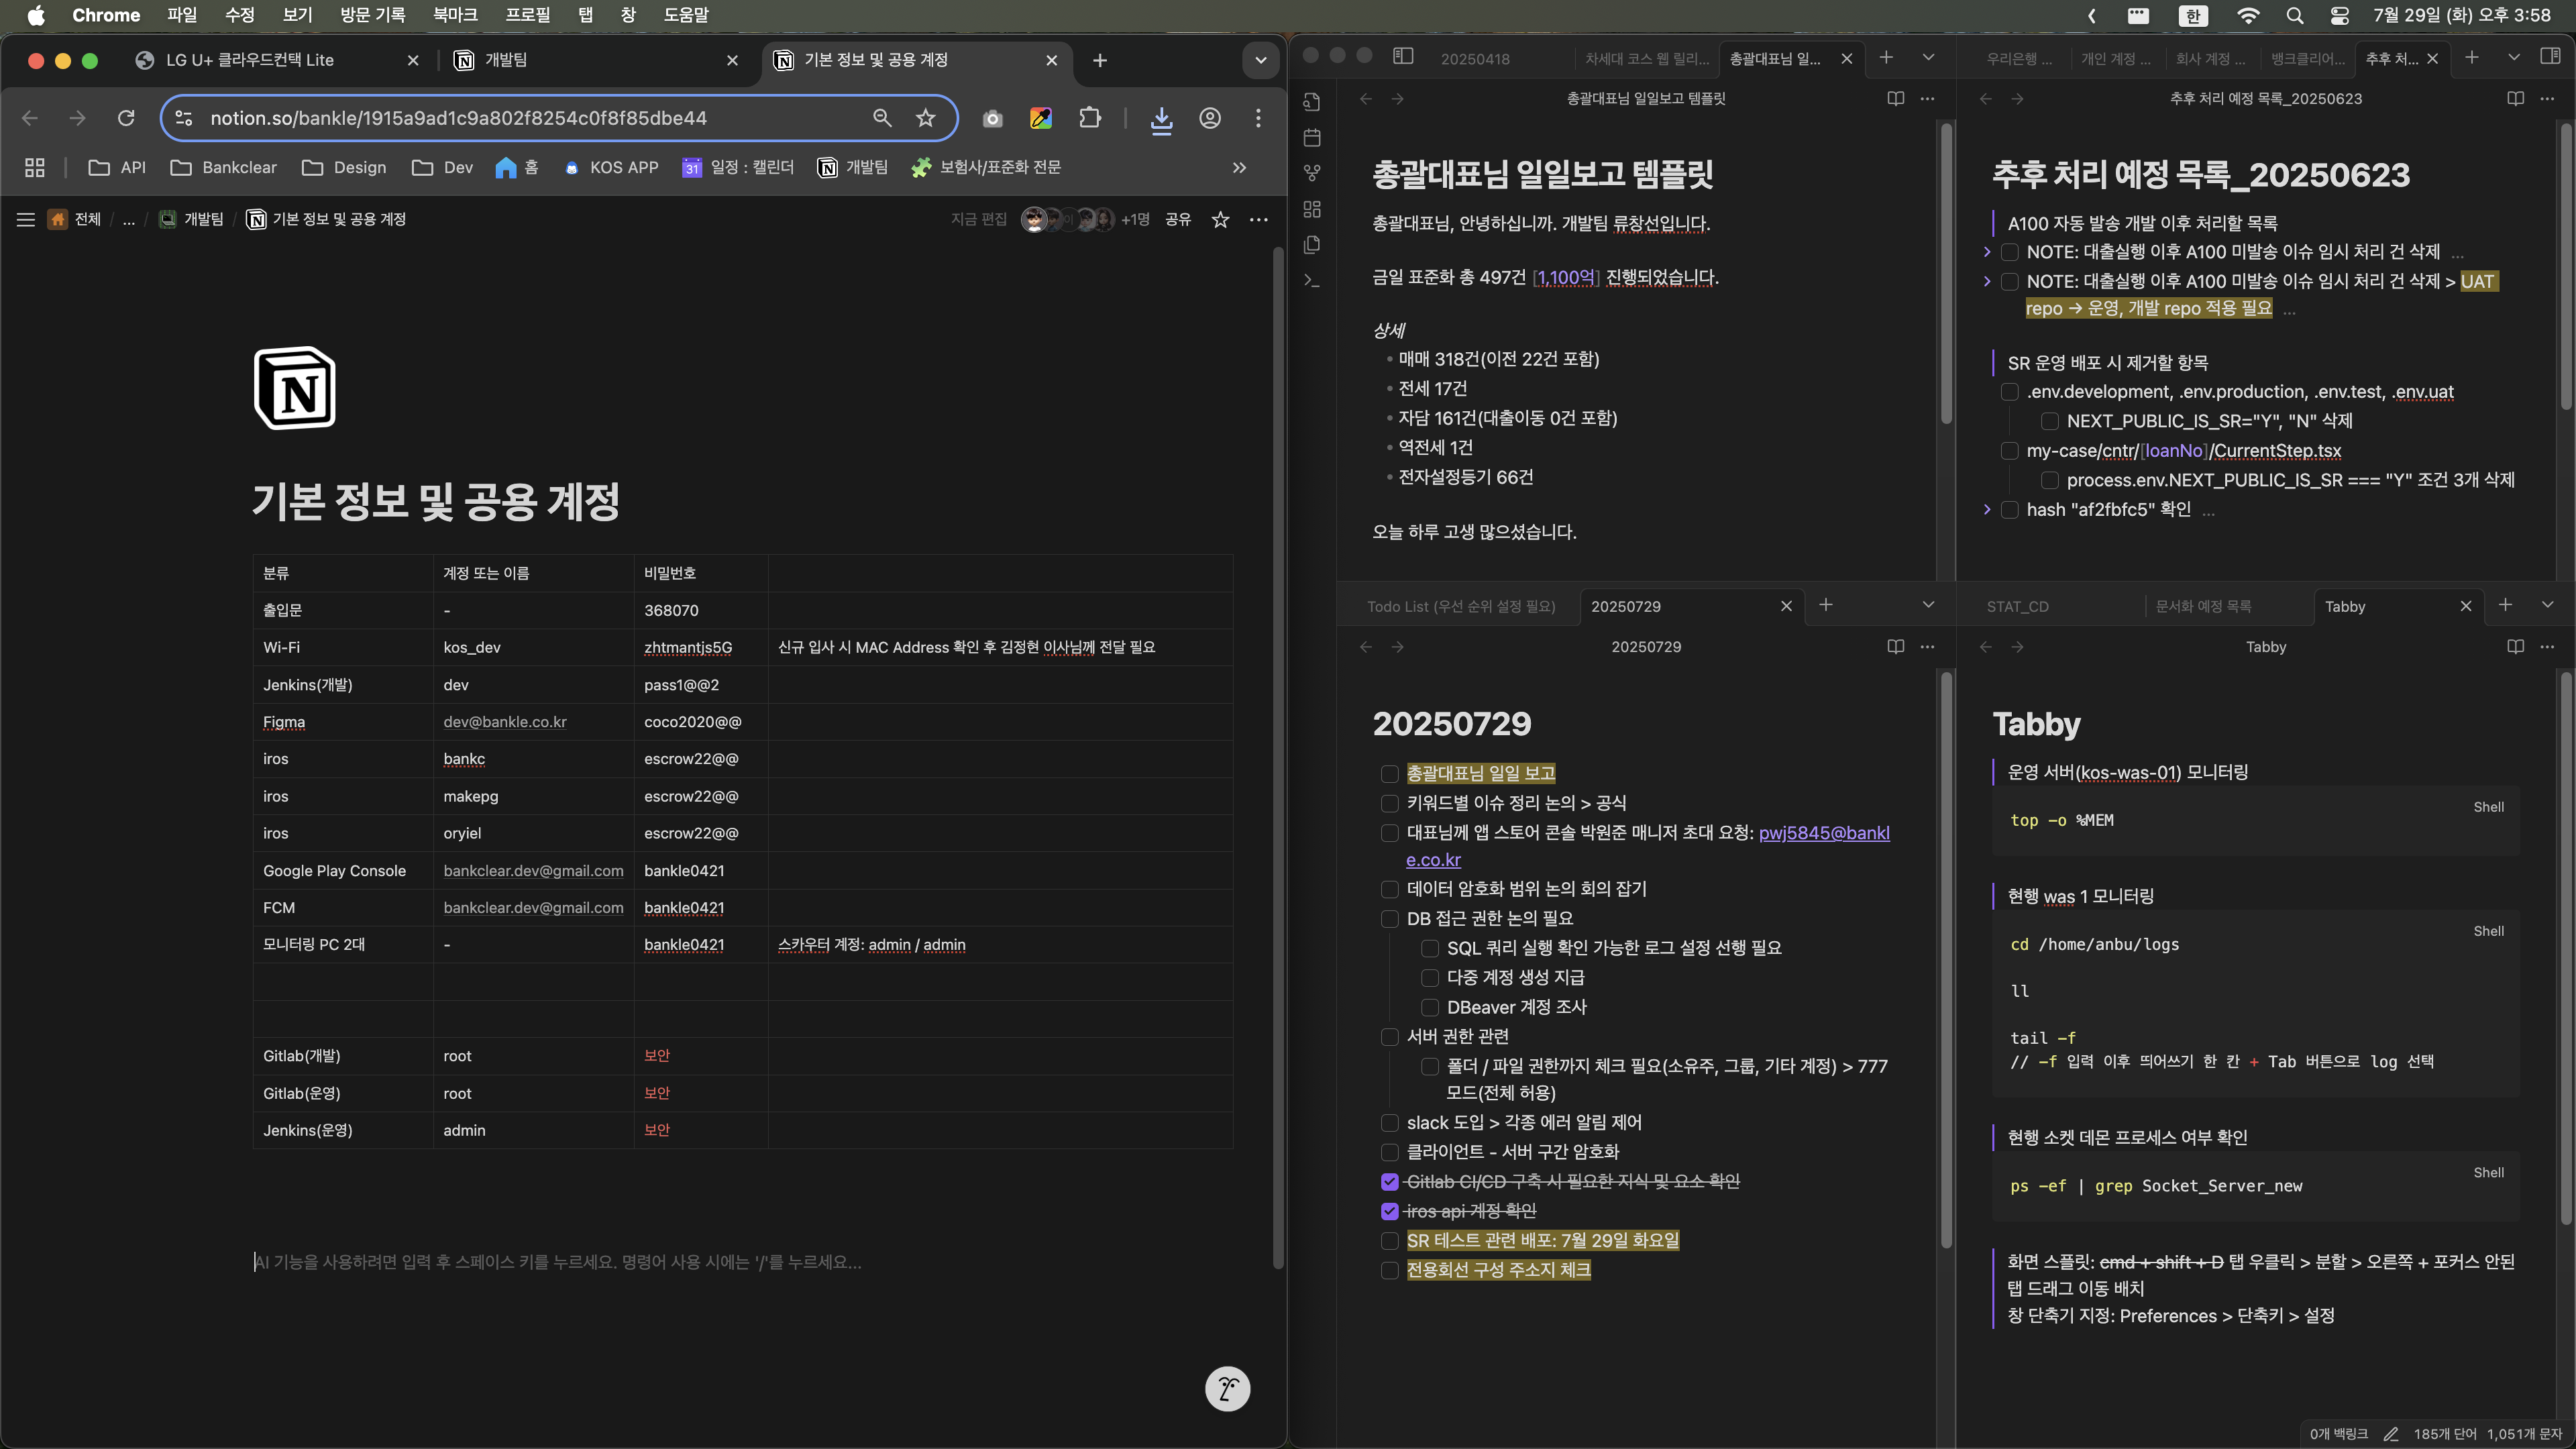 Chrome 파일 수정 보기 방문 기록 북마크 프로필 탭 창 도움말
한 7월 29일 (화) 오후 3:58
LG U+ 클라우드컨택 Lite
개발팀
기본 정보 및 공용 계정
notion.so/bankle/1915a9ad1c9a802f8254c0f8f85dbe44
API Bankclear Design Dev 홈 KOS APP 31 일정 : 캘린더 개발팀 보험사/표준화 전문
전체 / ... / 개발팀 / 기본 정보 및 공용 계정
지금 편집 +1명 공유
기본 정보 및 공용 계정
분류 계정 또는 이름 비밀번호
출입문 - 368070
Wi-Fi kos_dev zhtmantjs5G 신규 입사 시 MAC Address 확인 후 김정현 이사님께 전달 필요
Jenkins(개발) dev pass1@@2
Figma dev@bankle.co.kr coco2020@@
iros bankc escrow22@@
iros makepg escrow22@@
iros oryiel escrow22@@
Google Play Console bankclear.dev@gmail.com bankle0421
FCM bankclear.dev@gmail.com bankle0421
모니터링 PC 2대 - bankle0421 스카우터 계정: admin / admin
Gitlab(개발) root 보안
Gitlab(운영) root 보안
Jenkins(운영) admin 보안
AI 기능을 사용하려면 입력 후 스페이스 키를 누르세요. 명령어 사용 시에는 '/'를 누르세요...
20250418 차세대 코스 웹 릴리... 총괄대표님 일...
총괄대표님 일일보고 템플릿
총괄대표님 일일보고 템플릿
총괄대표님, 안녕하십니까. 개발팀 류창선입니다.
금일 표준화 총 497건 [1,100억] 진행되었습니다.
상세
• 매매 318건(이전 22건 포함)
• 전세 17건
• 자담 161건(대출이동 0건 포함)
• 역전세 1건
• 전자설정등기 66건
오늘 하루 고생 많으셨습니다.
우리은행 ... 개인 계정 ... 회사 계정 ... 뱅크클리어... 추후 처...
추후 처리 예정 목록_20250623
추후 처리 예정 목록_20250623
A100 자동 발송 개발 이후 처리할 목록
NOTE: 대출실행 이후 A100 미발송 이슈 임시 처리 건 삭제 ...
NOTE: 대출실행 이후 A100 미발송 이슈 임시 처리 건 삭제 > UAT
repo → 운영, 개발 repo 적용 필요 ...
SR 운영 배포 시 제거할 항목
.env.development, .env.production, .env.test, .env.uat
NEXT_PUBLIC_IS_SR="Y", "N" 삭제
my-case/cntr/[loanNo]/CurrentStep.tsx
process.env.NEXT_PUBLIC_IS_SR === "Y" 조건 3개 삭제
hash "af2fbfc5" 확인 ...
Todo List (우선 순위 설정 필요) 20250729
20250729
20250729
총괄대표님 일일 보고
키워드별 이슈 정리 논의 > 공식
대표님께 앱 스토어 콘솔 박원준 매니저 초대 요청: pwj5845@bankl
e.co.kr
데이터 암호화 범위 논의 회의 잡기
DB 접근 권한 논의 필요
SQL 쿼리 실행 확인 가능한 로그 설정 선행 필요
다중 계정 생성 지급
DBeaver 계정 조사
서버 권한 관련
폴더 / 파일 권한까지 체크 필요(소유주, 그룹, 기타 계정) > 777
모드(전체 허용)
slack 도입 > 각종 에러 알림 제어
클라이언트 - 서버 구간 암호화
Gitlab CI/CD 구축 시 필요한 지식 및 요소 확인
iros api 계정 확인
SR 테스트 관련 배포: 7월 29일 화요일
전용회선 구성 주소지 체크
STAT_CD 문서화 예정 목록 Tabby
Tabby
Tabby
운영 서버(kos-was-01) 모니터링
Shell
top -o %MEM
현행 was 1 모니터링
Shell
cd /home/anbu/logs
ll
tail -f
// -f 입력 이후 띄어쓰기 한 칸 + Tab 버튼으로 log 선택
현행 소켓 데몬 프로세스 여부 확인
Shell
ps -ef | grep Socket_Server_new
화면 스플릿: cmd + shift + D 탭 우클릭 > 분할 > 오른쪽 + 포커스 안된
탭 드래그 이동 배치
창 단축기 지정: Preferences > 단축키 > 설정
0개 백링크 185개 단어 1,051개 문자